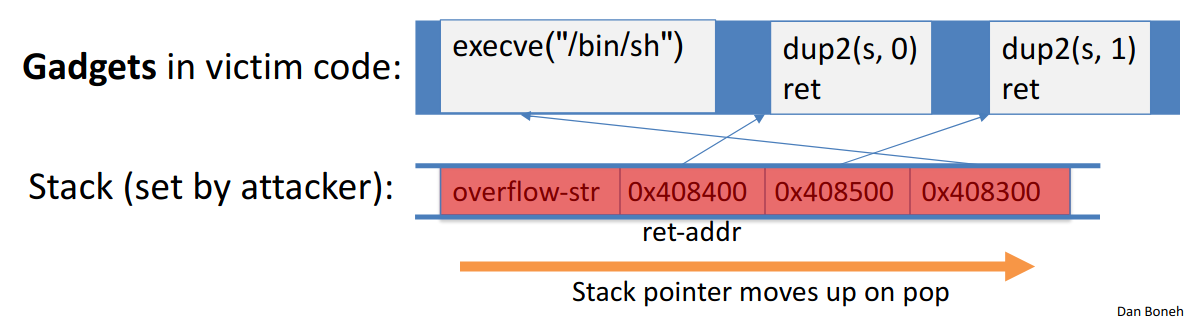 Gadgets in victim code:
execve("/bin/sh")
dup2(s, 0)
ret
dup2(s, 1)
ret
Stack (set by attacker):
overflow-str
0x408400
0x408500
0x408300
ret-addr
Stack pointer moves up on pop
Dan Boneh